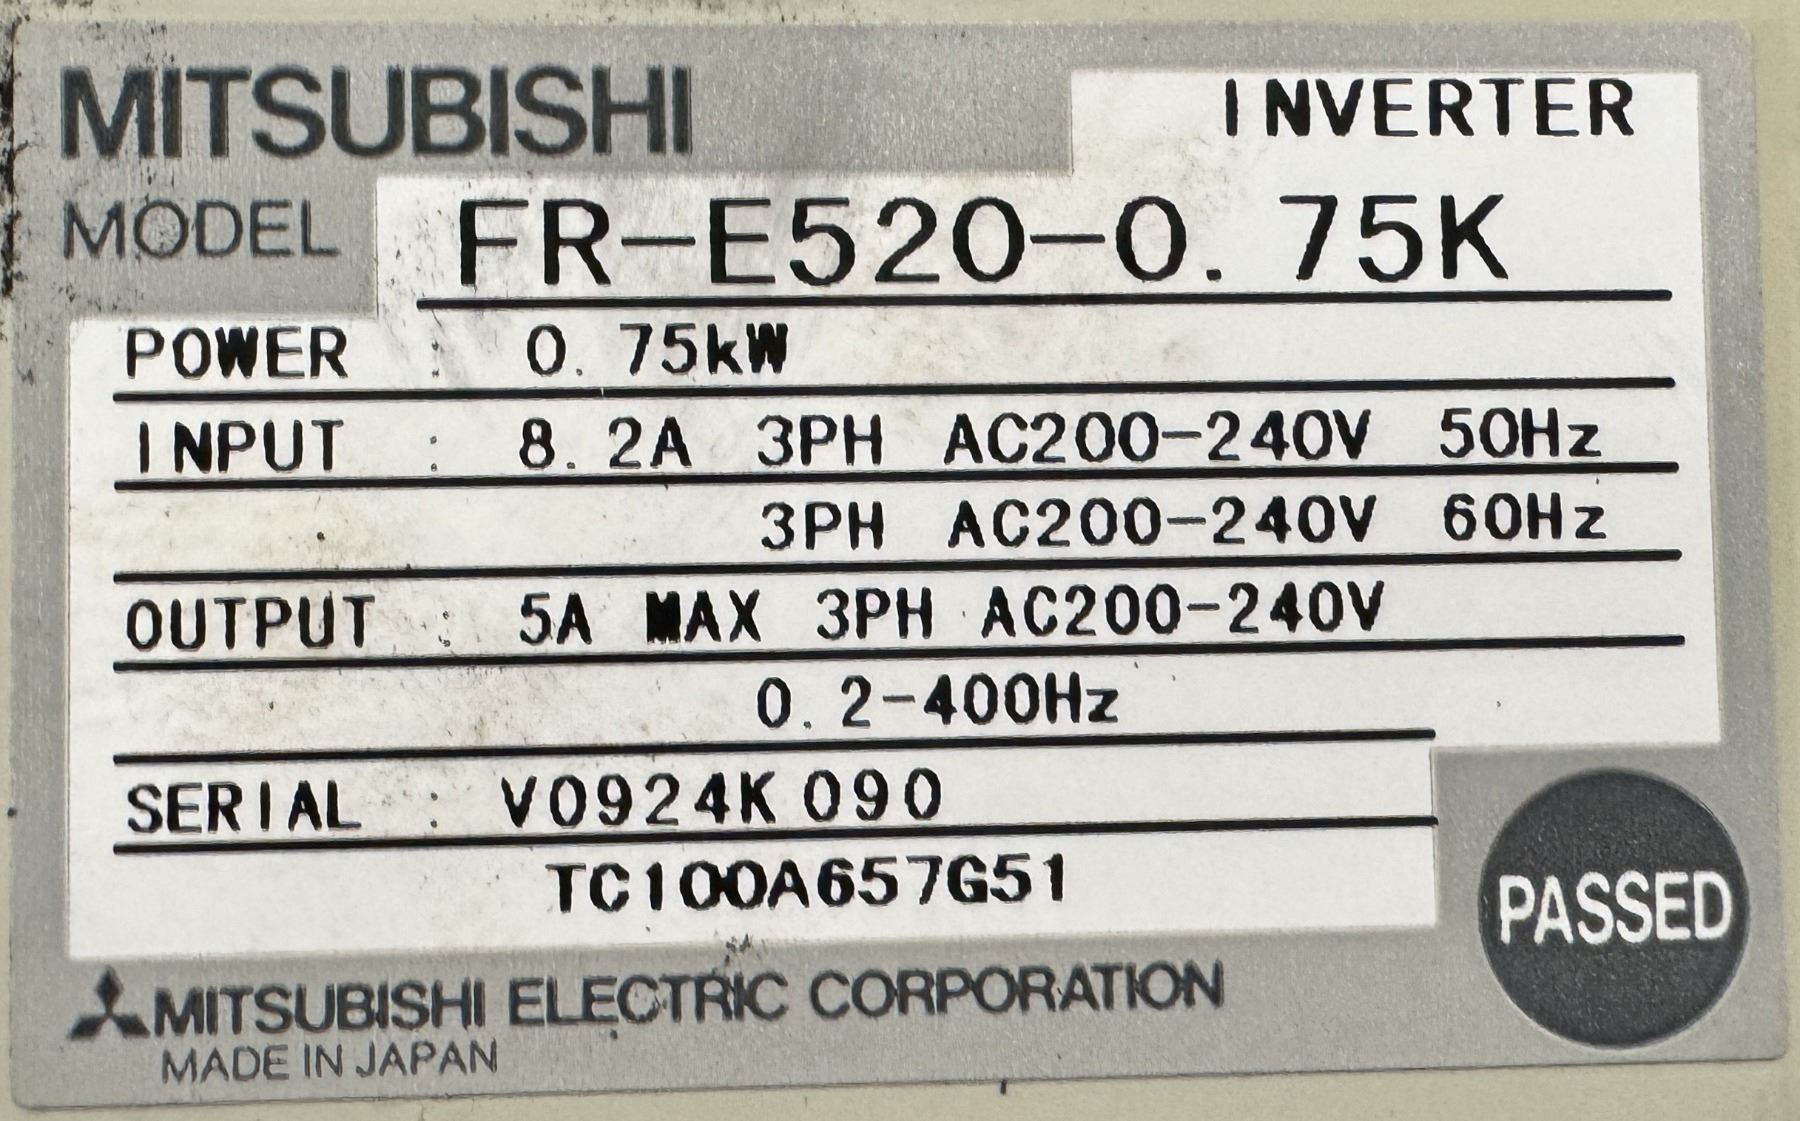 MITSUBISHI
INVERTER
MODEL FR-E520-0.75K
POWER : 0.75kW
INPUT : 8.2A 3PH AC200-240V 50Hz
3PH AC200-240V 60Hz
OUTPUT : 5A MAX 3PH AC200-240V
0.2-400Hz
SERIAL : V0924K090
TC100A657G51
PASSED
MITSUBISHI ELECTRIC CORPORATION
MADE IN JAPAN